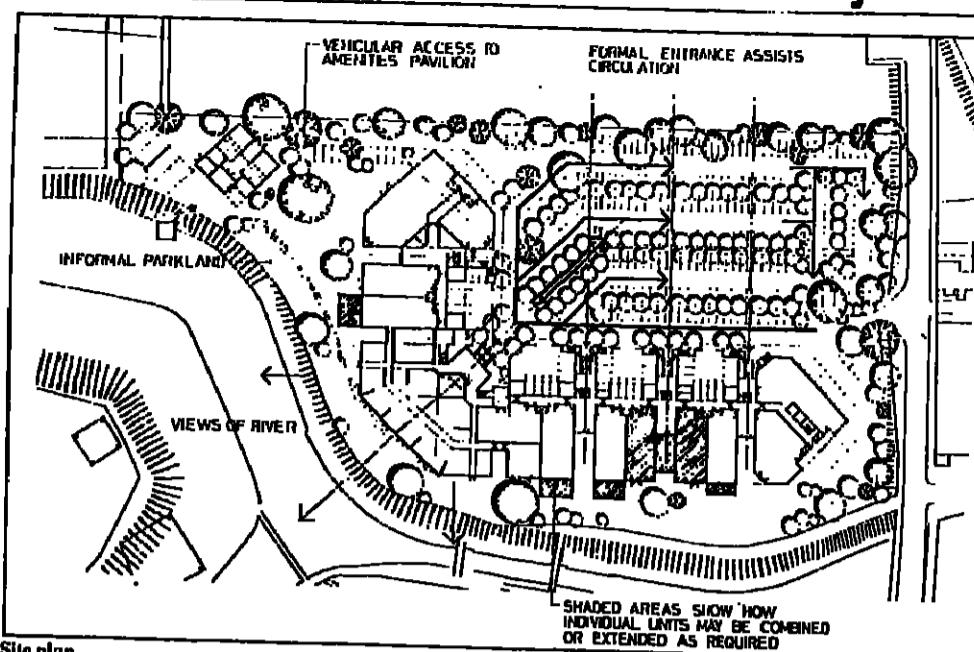 VEHICULAR ACCESS TO
AMENITIES PAVILION
FORMAL ENTRANCE ASSISTS
CIRCULATION
INFORMAL PARKLAND
VIEWS OF RIVER
SHADED AREAS SHOW HOW
INDIVIDUAL UNITS MAY BE COMBINED
OR EXTENDED AS REQUIRED
Site plan